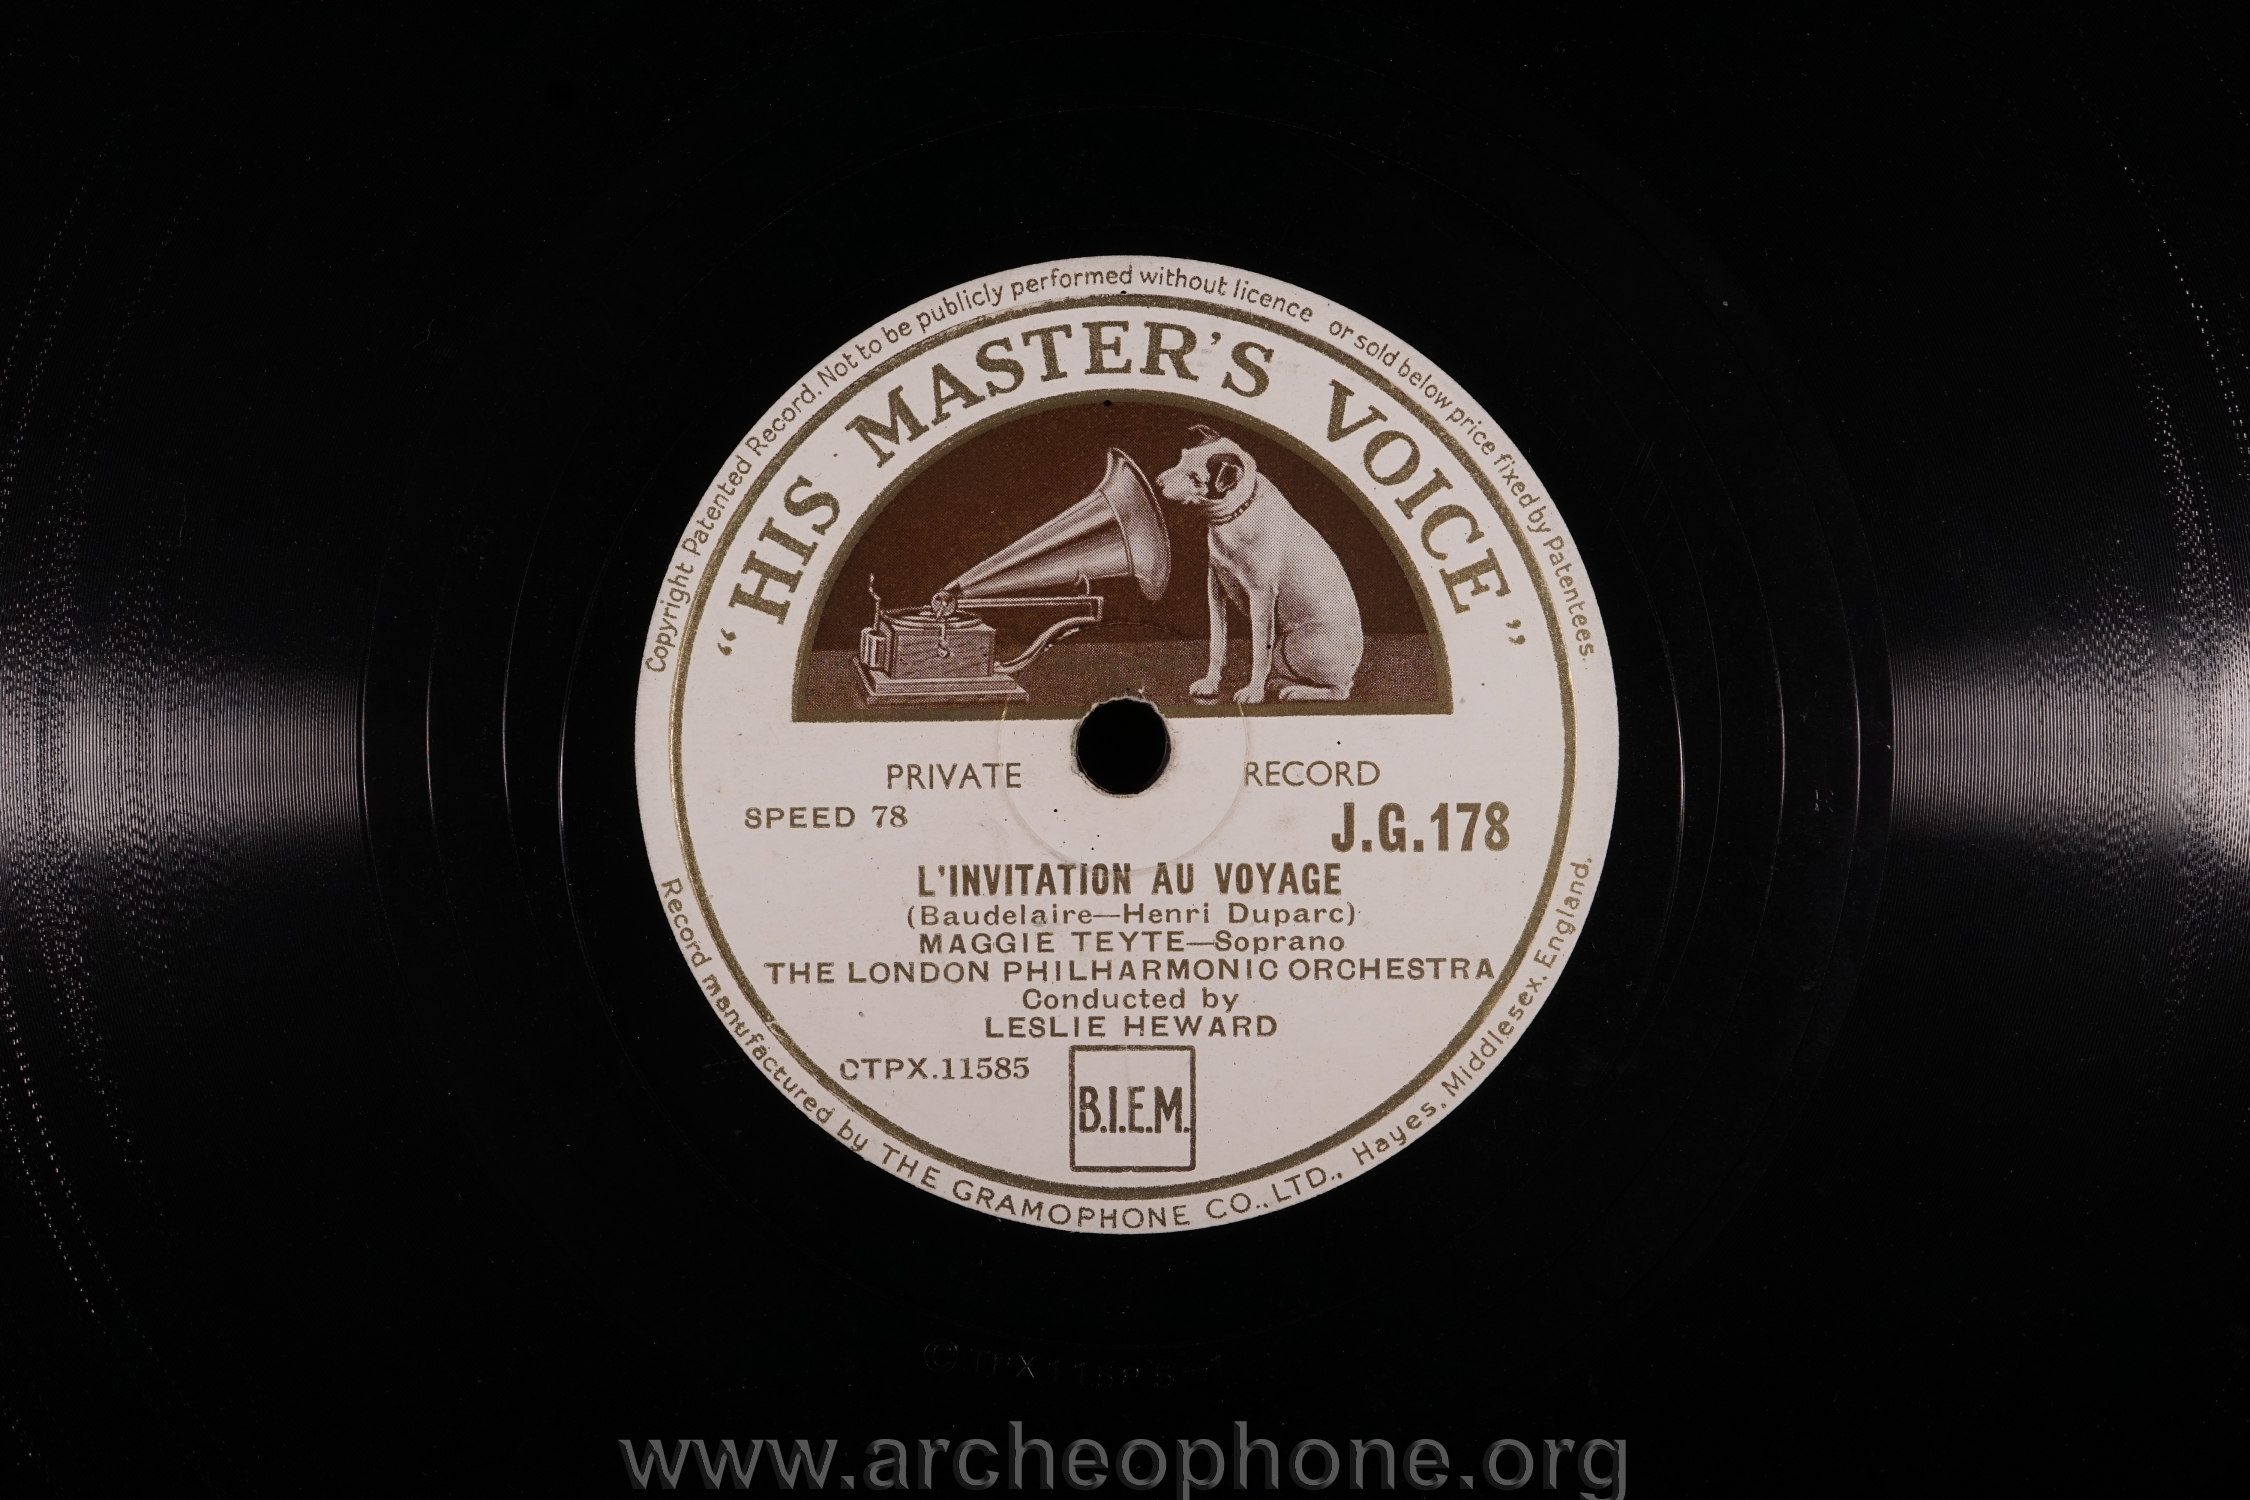 Copyright Patented Record. Not to be publicly performed without licence or sold below price fixed by Patentees.
“HIS MASTER'S VOICE”
PRIVATE RECORD
SPEED 78
J.G.178
L'INVITATION AU VOYAGE
(Baudelaire—Henri Duparc)
MAGGIE TEYTE—Soprano
THE LONDON PHILHARMONIC ORCHESTRA
Conducted by
LESLIE HEWARD
CTPX.11585
B.I.E.M.
Record manufactured by THE GRAMOPHONE CO., LTD., Hayes, Middlesex, England.
www.archeophone.org